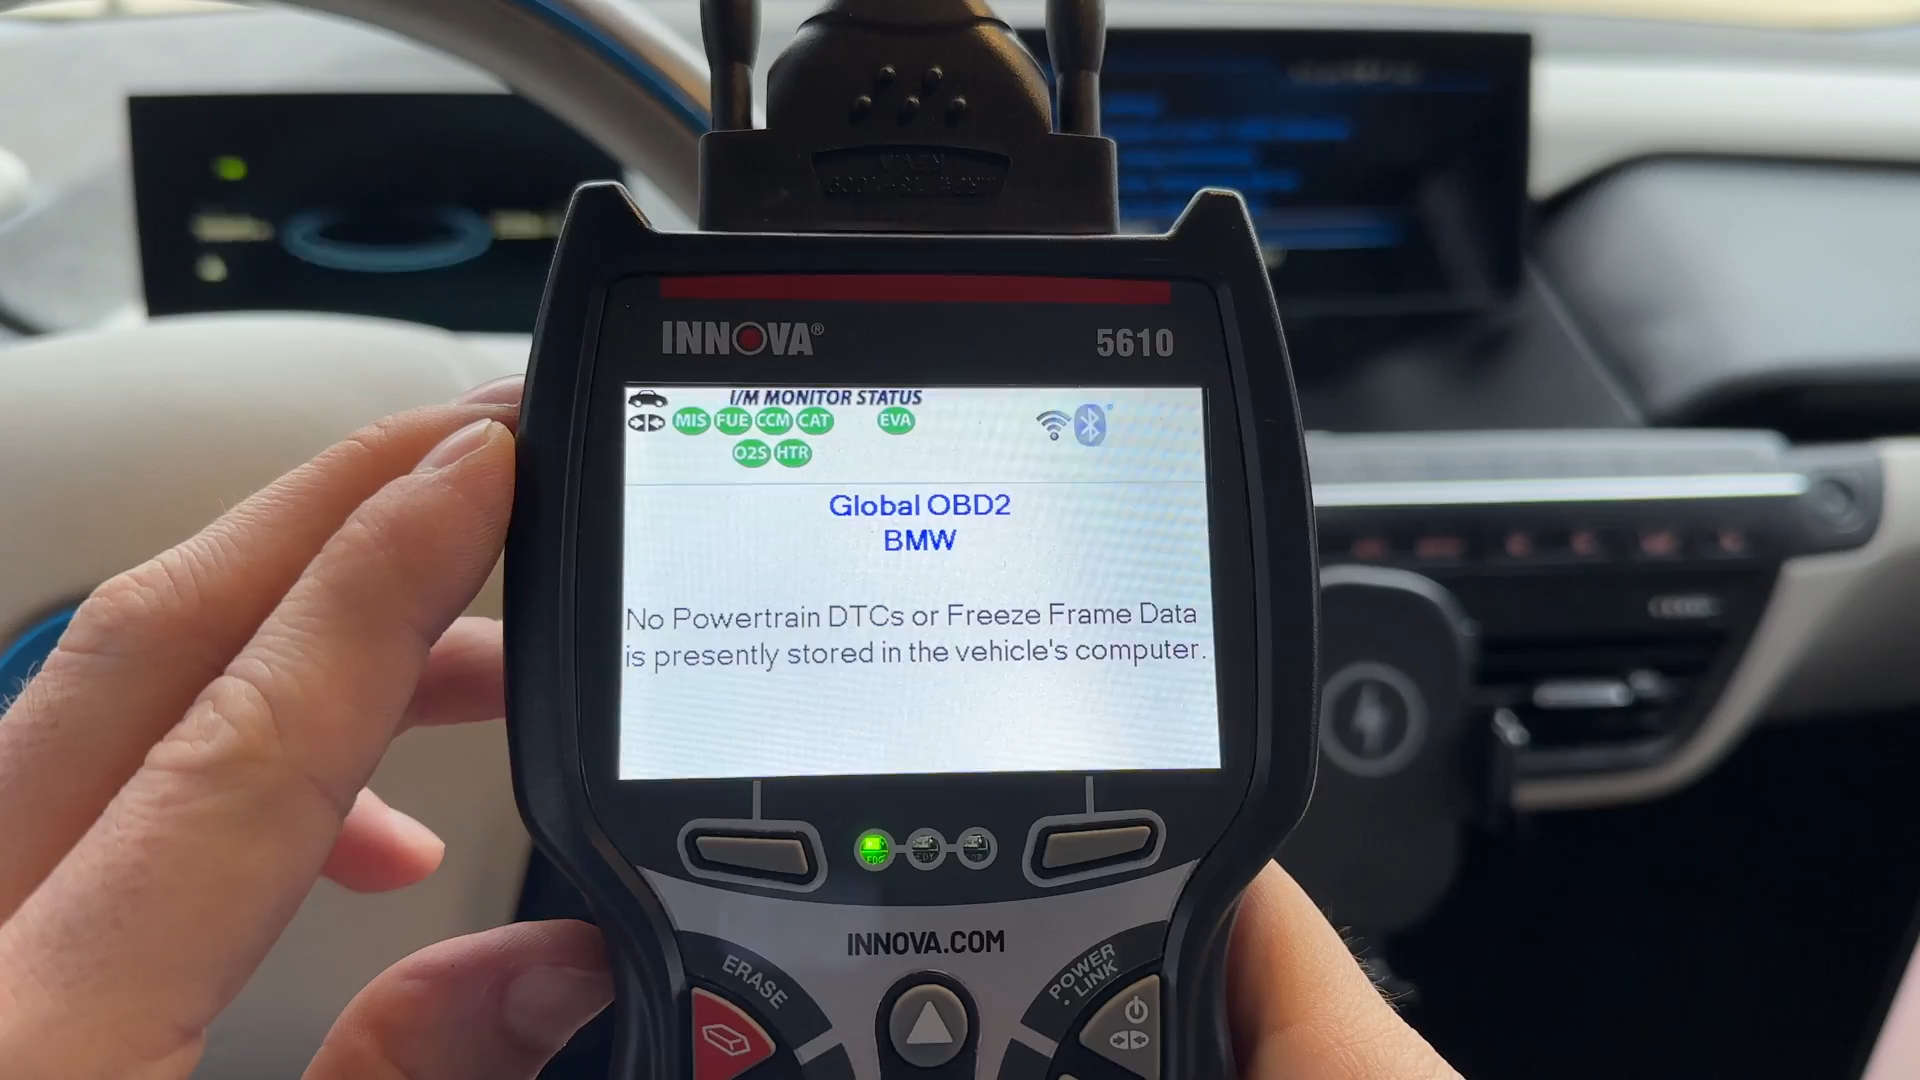 INNOVA® 5610
I/M MONITOR STATUS
MIS FUE CCM CAT EVA
O2S HTR
Global OBD2
BMW
No Powertrain DTCs or Freeze Frame Data
is presently stored in the vehicle's computer.
INNOVA.COM
ERASE
POWER
• LINK